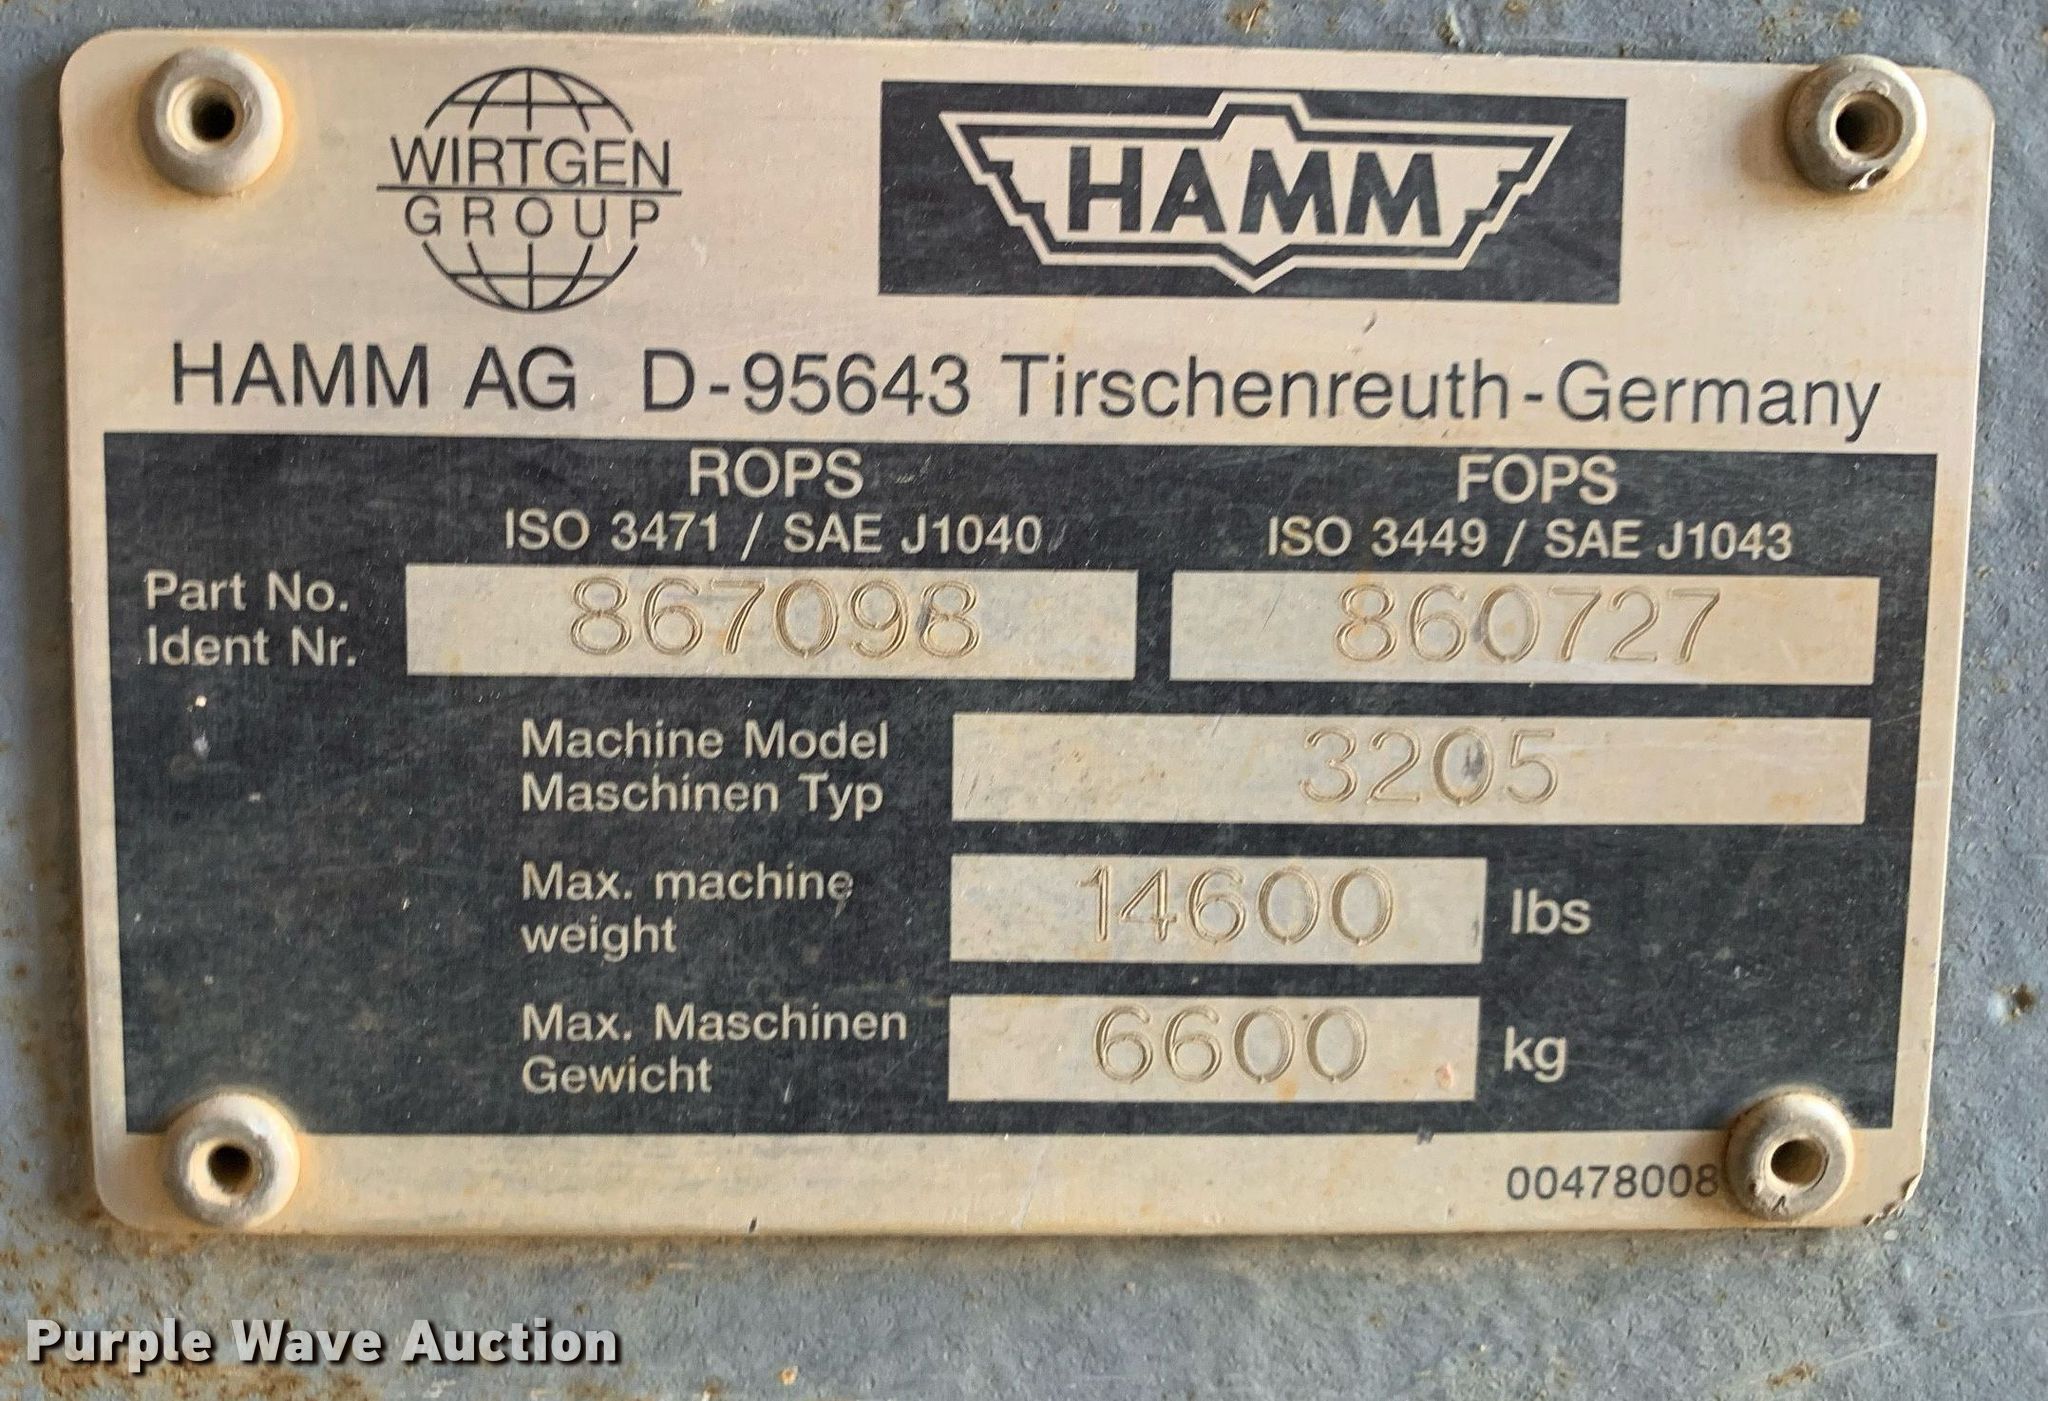 WIRTGEN
GROUP
HAMM
HAMM AG D-95643 Tirschenreuth-Germany
ROPS
ISO 3471 / SAE J1040
FOPS
ISO 3449 / SAE J1043
Part No.
Ident Nr.
867098
860727
Machine Model
Maschinen Typ
3205
Max. machine
weight
14600 lbs
Max. Maschinen
Gewicht
6600 kg
00478008
Purple Wave Auction